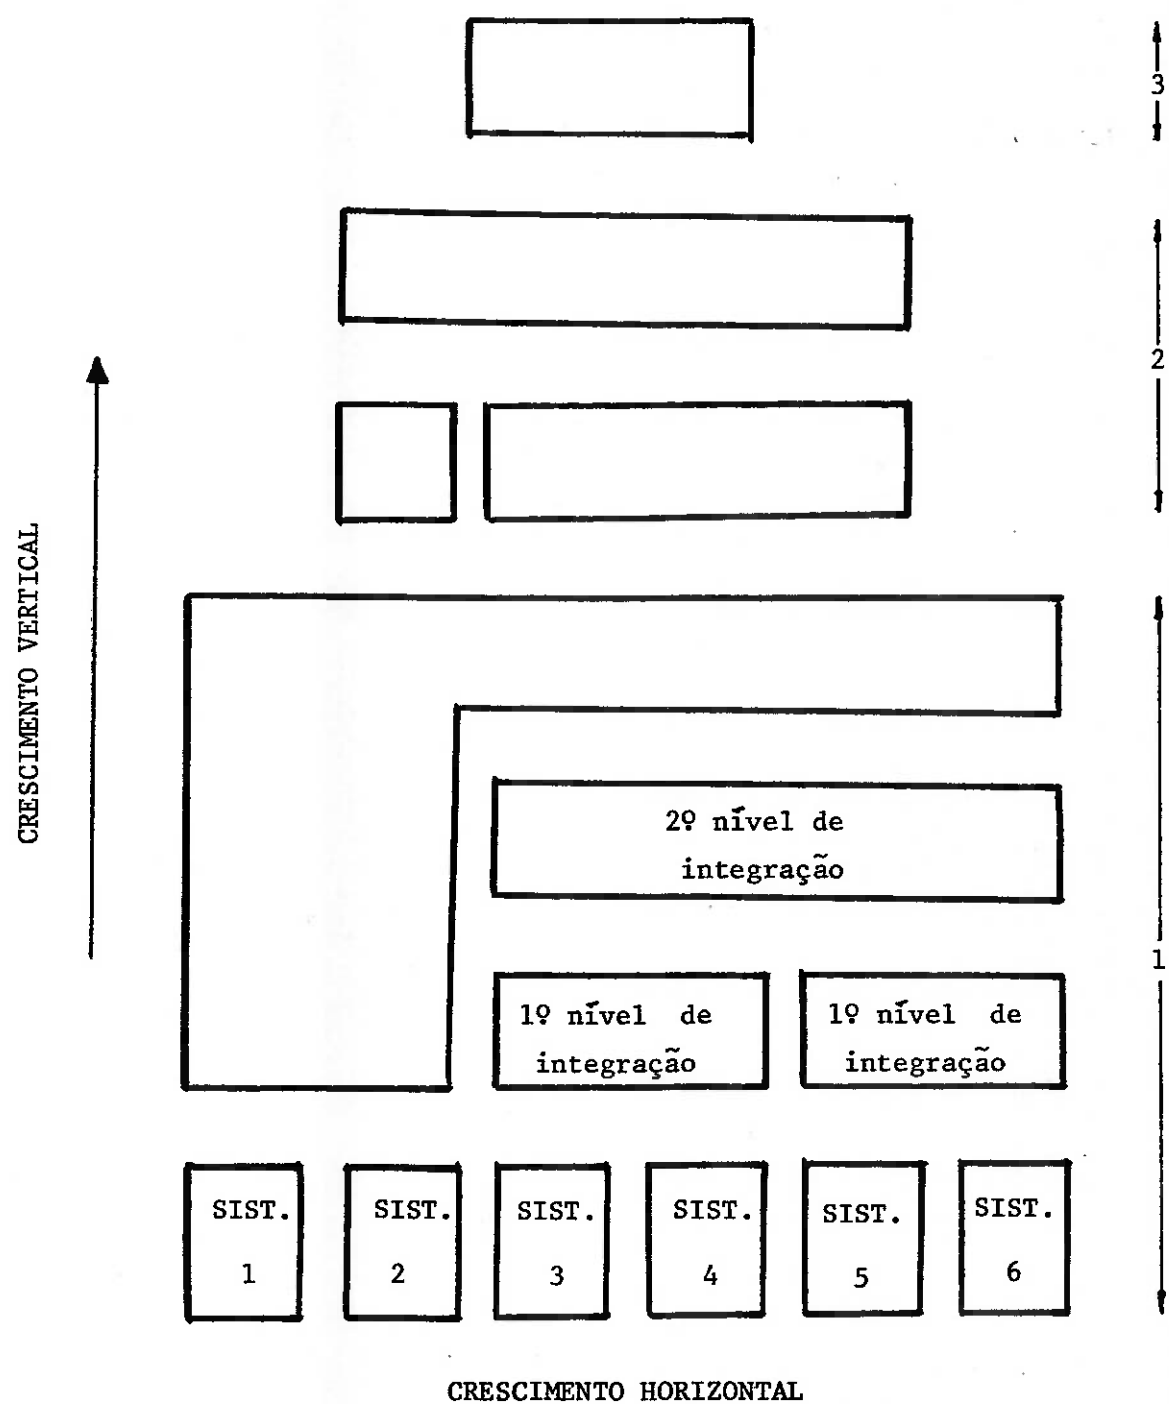 3
2
CRESCIMENTO VERTICAL
2º nível de
integração
1
1º nível de
integração
1º nível de
integração
SIST.
1
SIST.
2
SIST.
3
SIST.
4
SIST.
5
SIST.
6
CRESCIMENTO HORIZONTAL